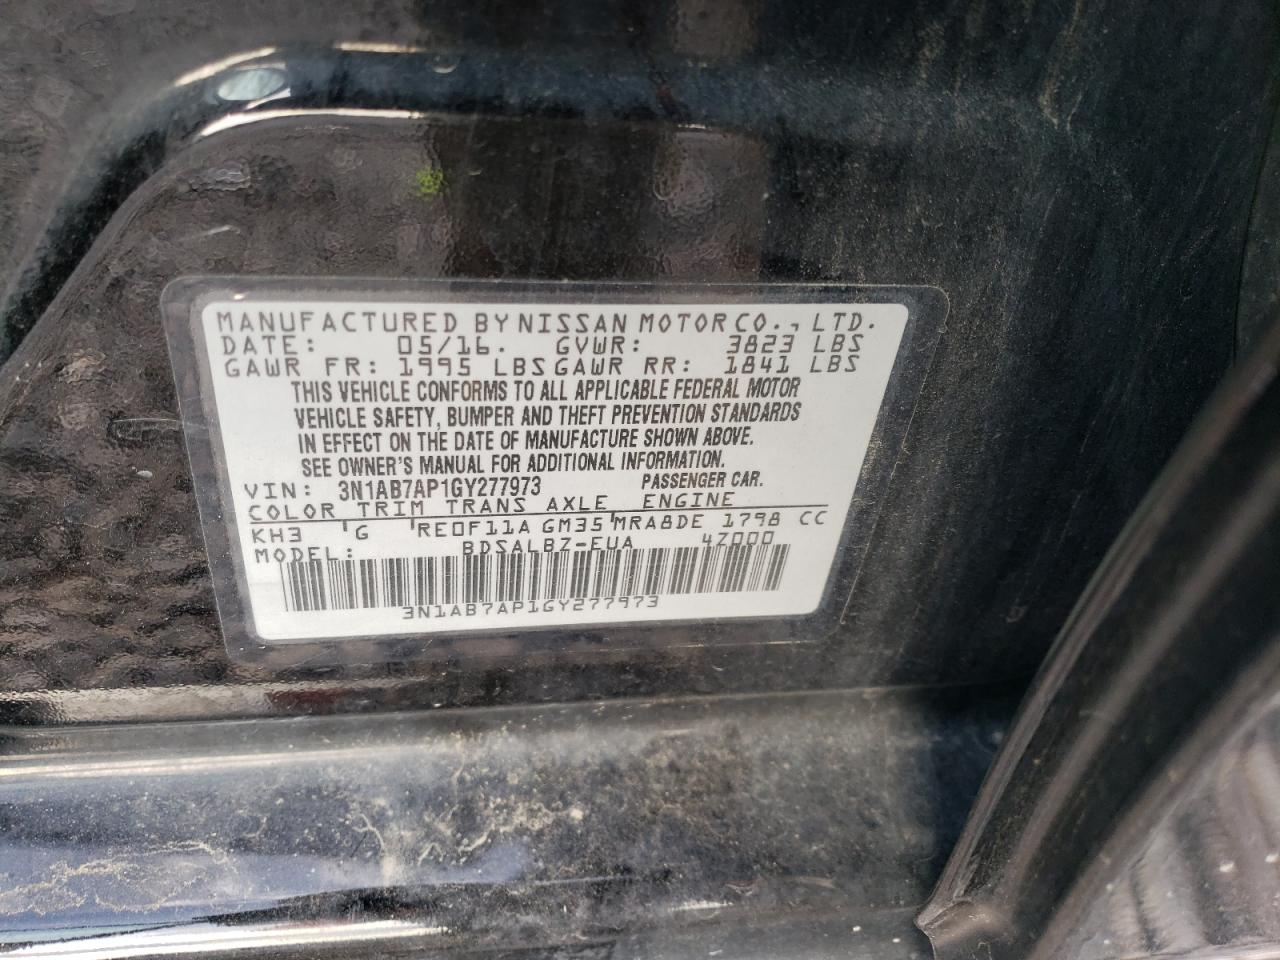 MANUFACTURED BY NISSAN MOTOR CO., LTD.
DATE: 05/16. GVWR: 3823 LBS
GAWR FR: 1995 LBS GAWR RR: 1841 LBS
THIS VEHICLE CONFORMS TO ALL APPLICABLE FEDERAL MOTOR
VEHICLE SAFETY, BUMPER AND THEFT PREVENTION STANDARDS
IN EFFECT ON THE DATE OF MANUFACTURE SHOWN ABOVE.
SEE OWNER'S MANUAL FOR ADDITIONAL INFORMATION.
VIN: 3N1AB7AP1GY277973 PASSENGER CAR.
COLOR TRIM TRANS AXLE ENGINE
KH3 G RE0F11A GM35 MRA8DE 1798 CC
MODEL: BDSALBZ-EUA 4Z000
3N1AB7AP1GY277973